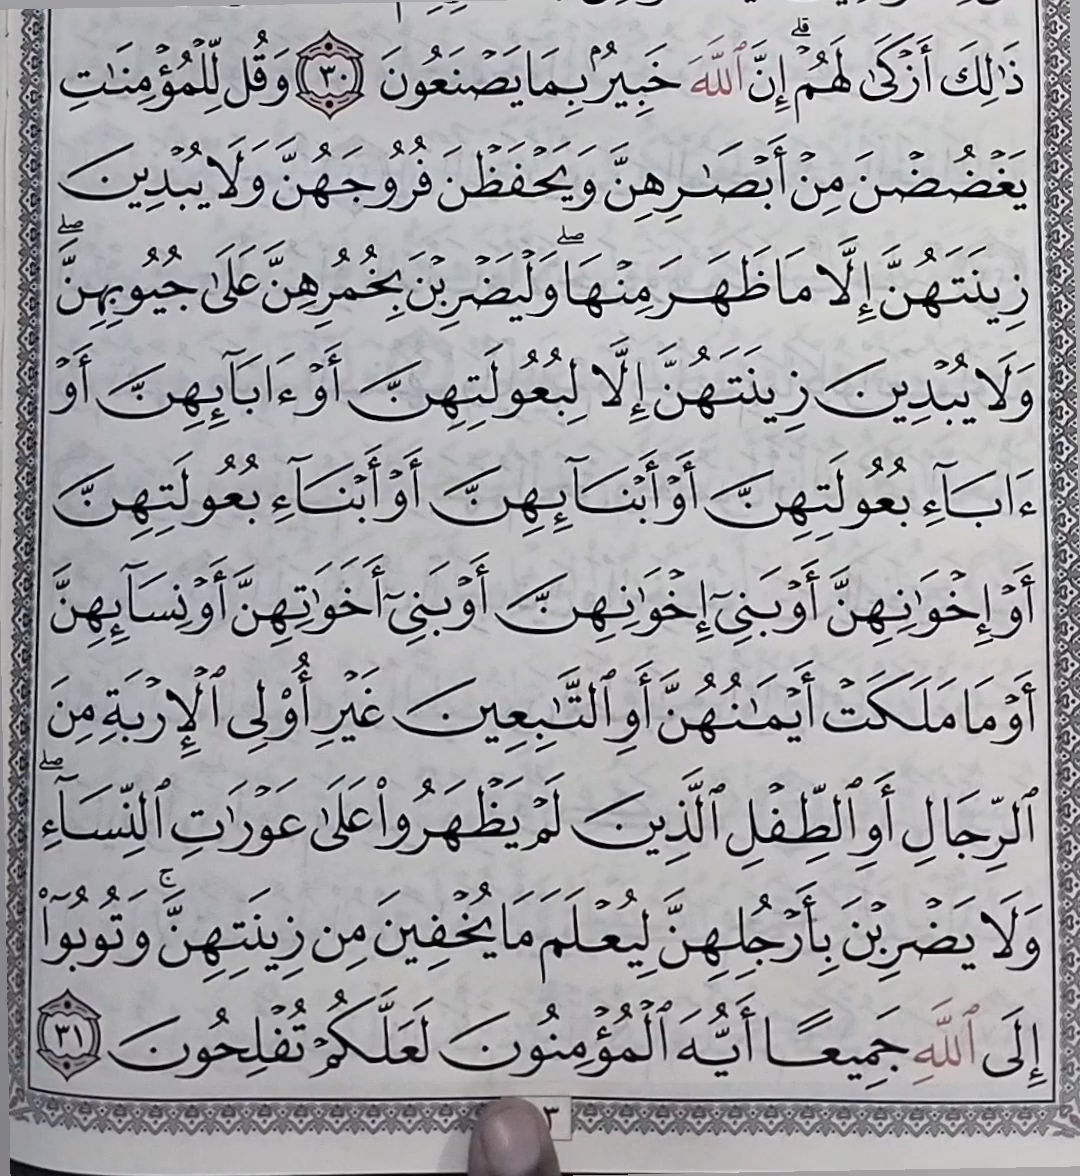 ذَٰلِكَ أَزْكَىٰ لَهُمْ ۗ إِنَّ ٱللَّهَ خَبِيرٌۢ بِمَا يَصْنَعُونَ ٣٠ وَقُل لِّلْمُؤْمِنَٰتِ
يَغْضُضْنَ مِنْ أَبْصَٰرِهِنَّ وَيَحْفَظْنَ فُرُوجَهُنَّ وَلَا يُبْدِينَ
زِينَتَهُنَّ إِلَّا مَا ظَهَرَ مِنْهَا ۖ وَلْيَضْرِبْنَ بِخُمُرِهِنَّ عَلَىٰ جُيُوبِهِنَّ ۖ
وَلَا يُبْدِينَ زِينَتَهُنَّ إِلَّا لِبُعُولَتِهِنَّ أَوْ ءَابَآئِهِنَّ أَوْ
ءَابَآءِ بُعُولَتِهِنَّ أَوْ أَبْنَآئِهِنَّ أَوْ أَبْنَآءِ بُعُولَتِهِنَّ
أَوْ إِخْوَٰنِهِنَّ أَوْ بَنِىٓ إِخْوَٰنِهِنَّ أَوْ بَنِىٓ أَخَوَٰتِهِنَّ أَوْ نِسَآئِهِنَّ
أَوْ مَا مَلَكَتْ أَيْمَٰنُهُنَّ أَوِ ٱلتَّٰبِعِينَ غَيْرِ أُو۟لِى ٱلْإِرْبَةِ مِنَ
ٱلرِّجَالِ أَوِ ٱلطِّفْلِ ٱلَّذِينَ لَمْ يَظْهَرُوا۟ عَلَىٰ عَوْرَٰتِ ٱلنِّسَآءِ ۖ
وَلَا يَضْرِبْنَ بِأَرْجُلِهِنَّ لِيُعْلَمَ مَا يُخْفِينَ مِن زِينَتِهِنَّ ۚ وَتُوبُوٓا۟
إِلَى ٱللَّهِ جَمِيعًا أَيُّهَ ٱلْمُؤْمِنُونَ لَعَلَّكُمْ تُفْلِحُونَ ٣١